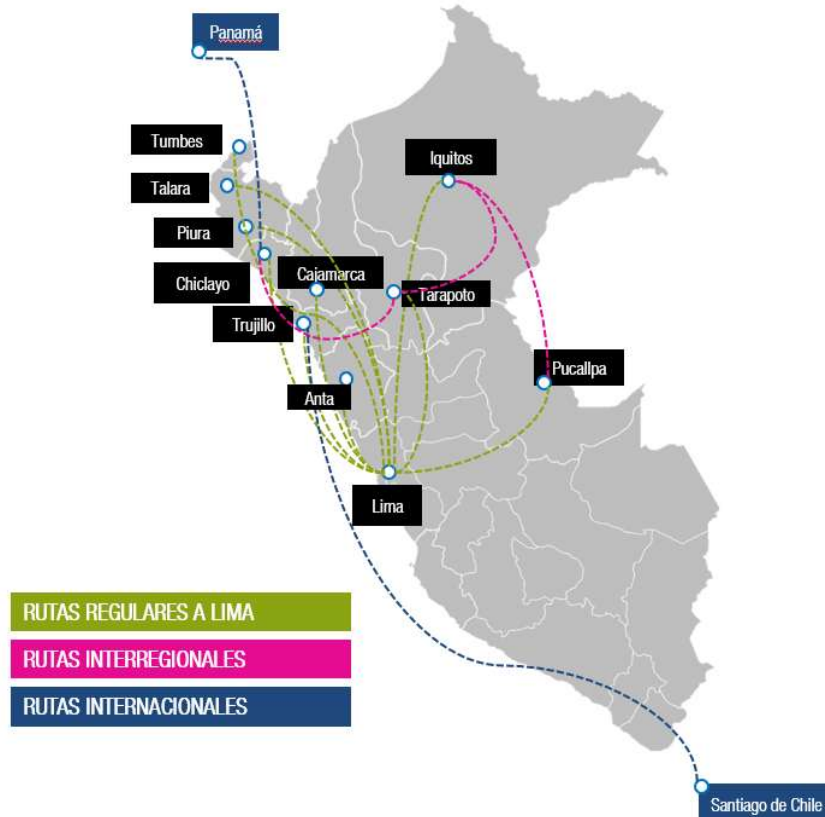 Panamá
Tumbes
Iquitos
Talara
Piura
Cajamarca
Chiclayo
Tarapoto
Trujillo
Pucallpa
Anta
Lima
RUTAS REGULARES A LIMA
RUTAS INTERREGIONALES
RUTAS INTERNACIONALES
Santiago de Chile